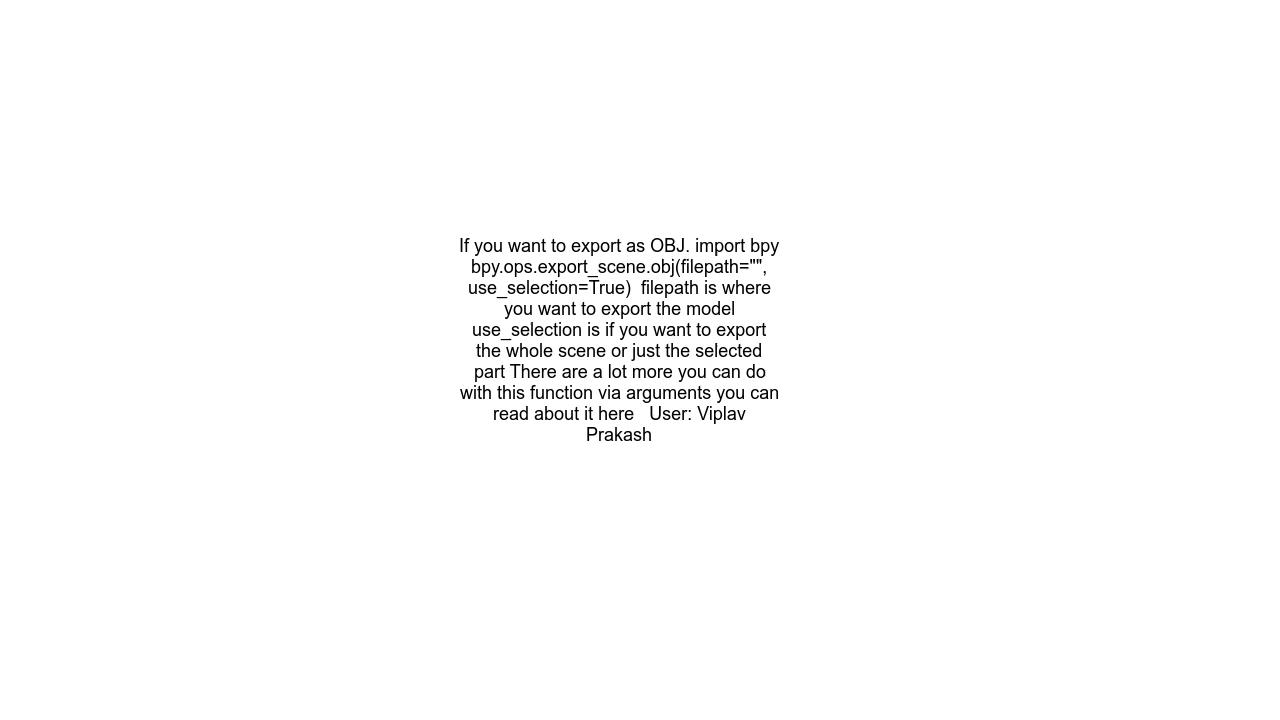 If you want to export as OBJ. import bpy
bpy.ops.export_scene.obj(filepath="",
use_selection=True)  filepath is where
you want to export the model
use_selection is if you want to export
the whole scene or just the selected
part There are a lot more you can do
with this function via arguments you can
read about it here   User: Viplav
Prakash